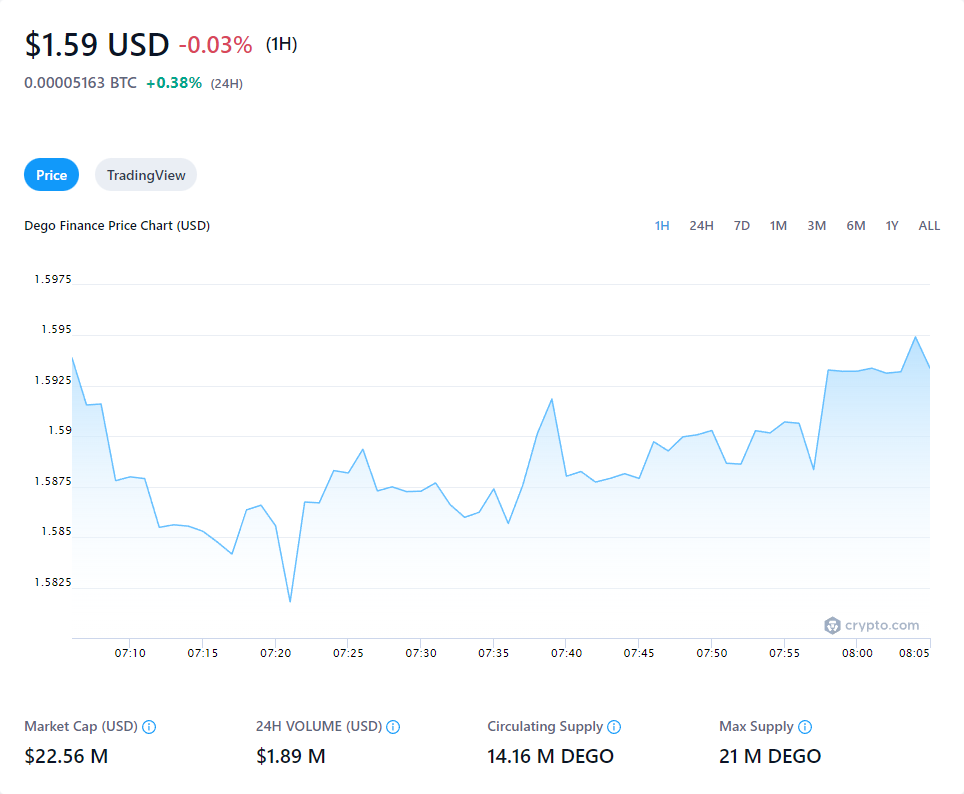 $1.59 USD -0.03% (1H)
0.00005163 BTC +0.38% (24H)
Price TradingView
Dego Finance Price Chart (USD) 1H 24H 7D 1M 3M 6M 1Y ALL
1.5975
1.595
1.5925
1.59
1.5875
1.585
1.5825
crypto.com
07:10 07:15 07:20 07:25 07:30 07:35 07:40 07:45 07:50 07:55 08:00 08:05
Market Cap (USD) 24H VOLUME (USD) Circulating Supply Max Supply
$22.56 M $1.89 M 14.16 M DEGO 21 M DEGO